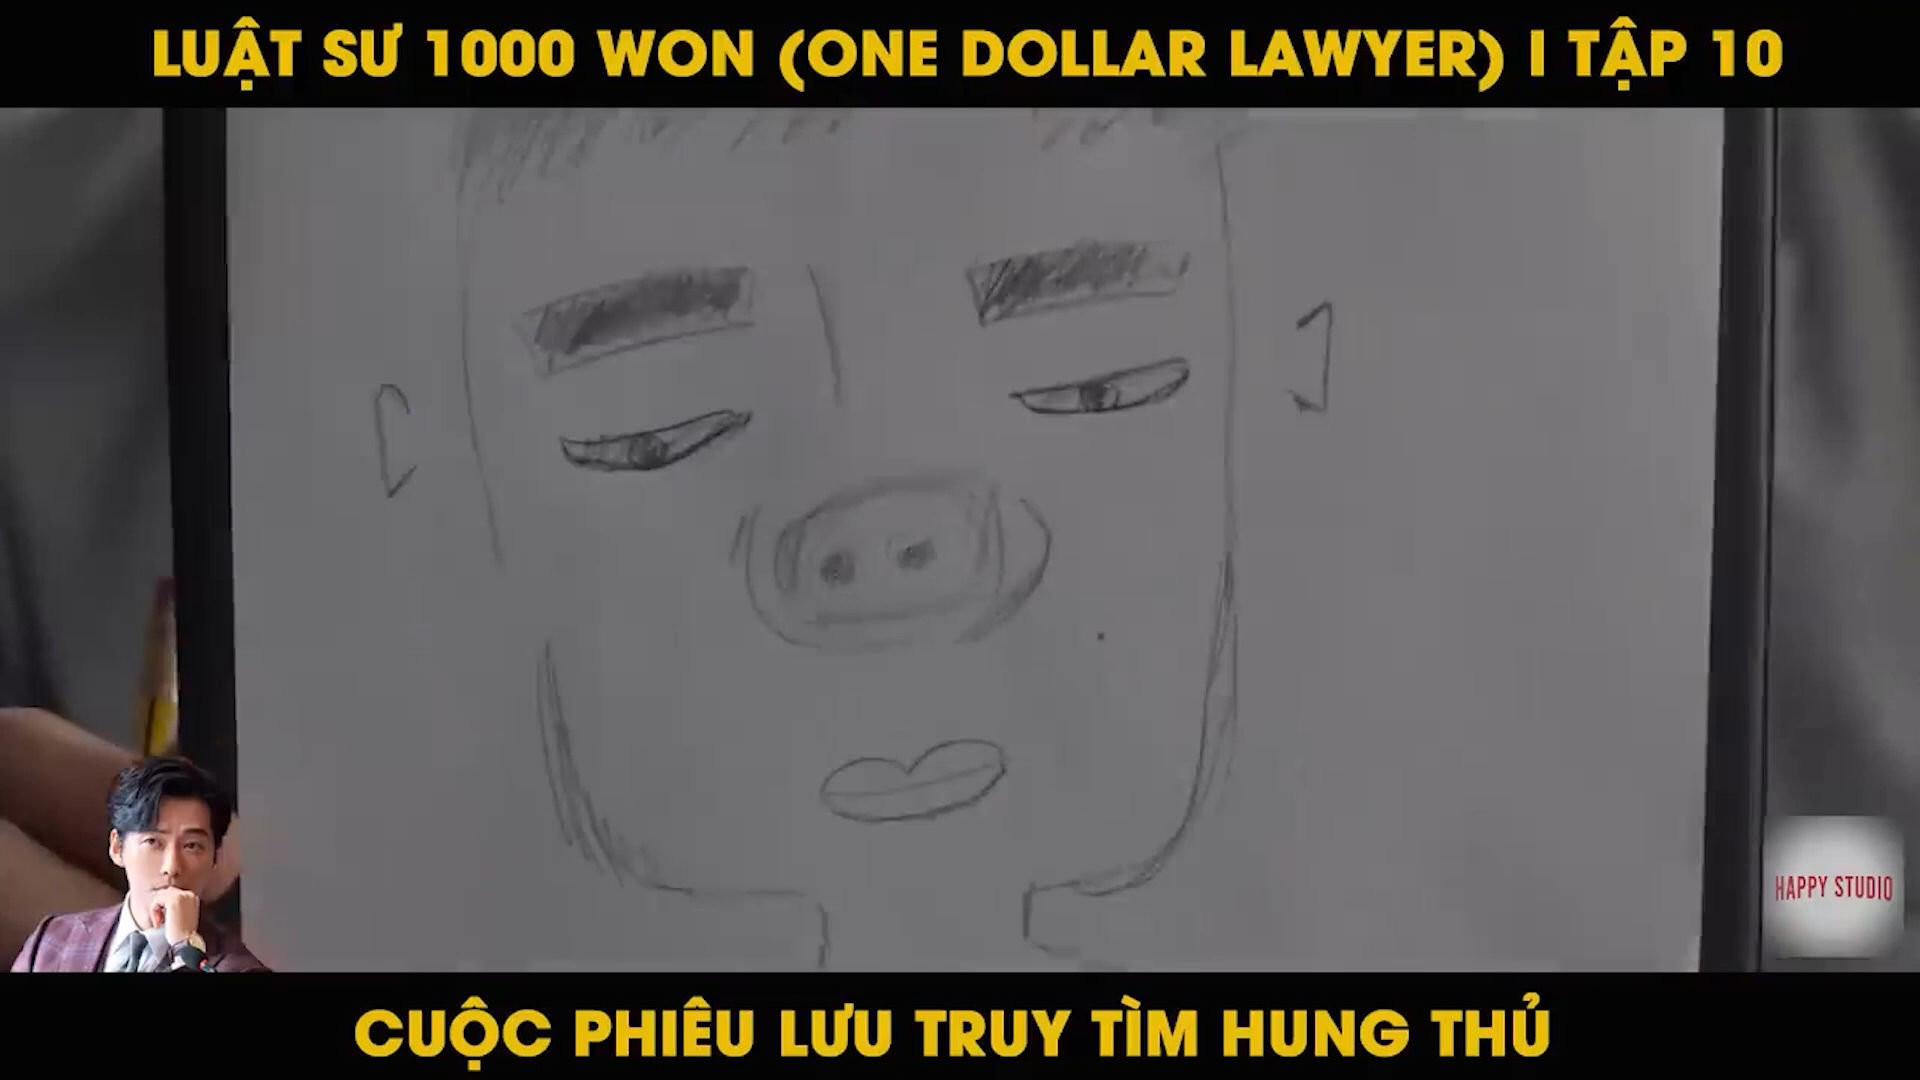 LUẬT SƯ 1000 WON (ONE DOLLAR LAWYER) | TẬP 10
HAPPY STUDIO
CUỘC PHIÊU LƯU TRUY TÌM HUNG THỦ